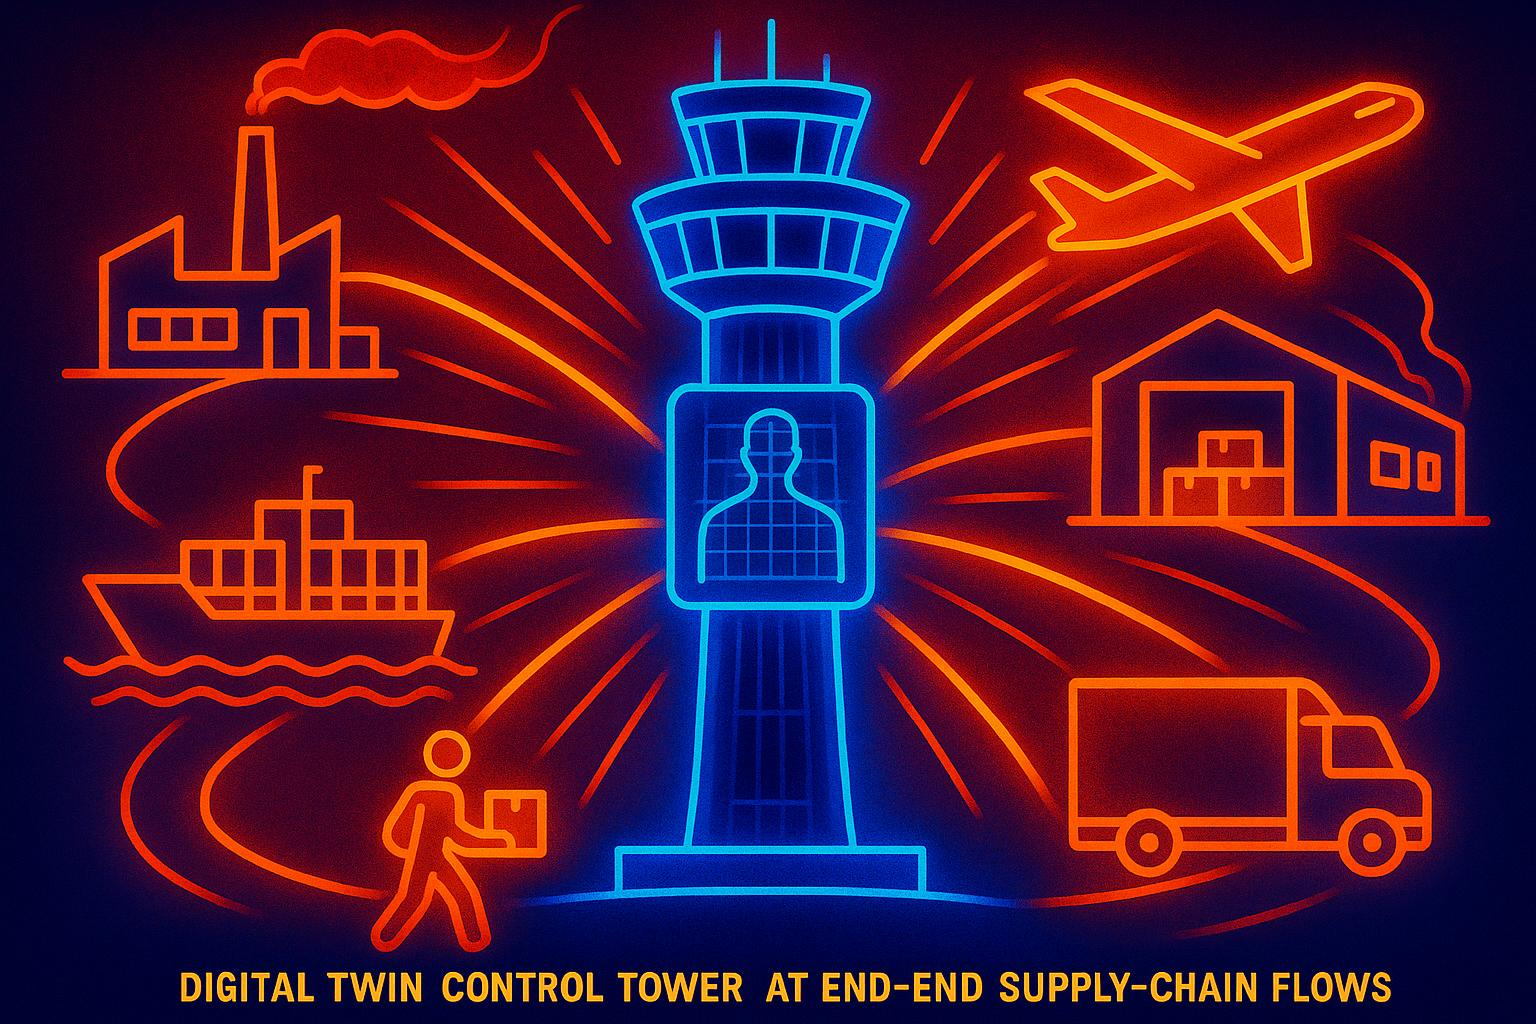 DIGITAL TWIN CONTROL TOWER AT END-END SUPPLY-CHAIN FLOWS